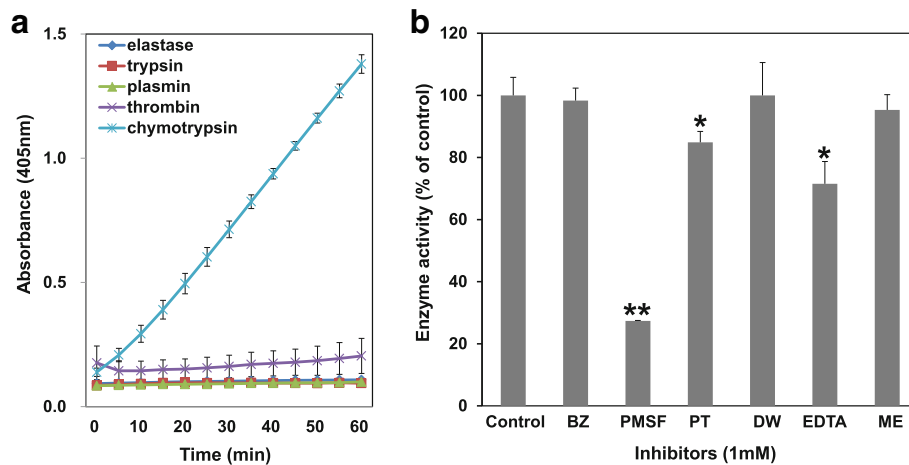 a
1.5
1.0
0.5
0.0
Absorbance (405nm)
elastase
trypsin
plasmin
thrombin
chymotrypsin
0 10 20 30 40 50 60
Time (min)
b
120
100
80
60
40
20
0
Enzyme activity (% of control)
**
*
*
Control BZ PMSF PT DW EDTA ME
Inhibitors (1mM)